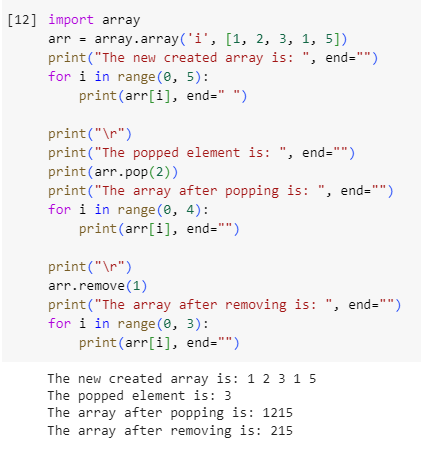 [12] import array
arr = array.array('i', [1, 2, 3, 1, 5])
print("The new created array is: ", end="")
for i in range(0, 5):
    print(arr[i], end=" ")

print("\r")
print("The popped element is: ", end="")
print(arr.pop(2))
print("The array after popping is: ", end="")
for i in range(0, 4):
    print(arr[i], end="")

print("\r")
arr.remove(1)
print("The array after removing is: ", end="")
for i in range(0, 3):
    print(arr[i], end="")

The new created array is: 1 2 3 1 5
The popped element is: 3
The array after popping is: 1215
The array after removing is: 215